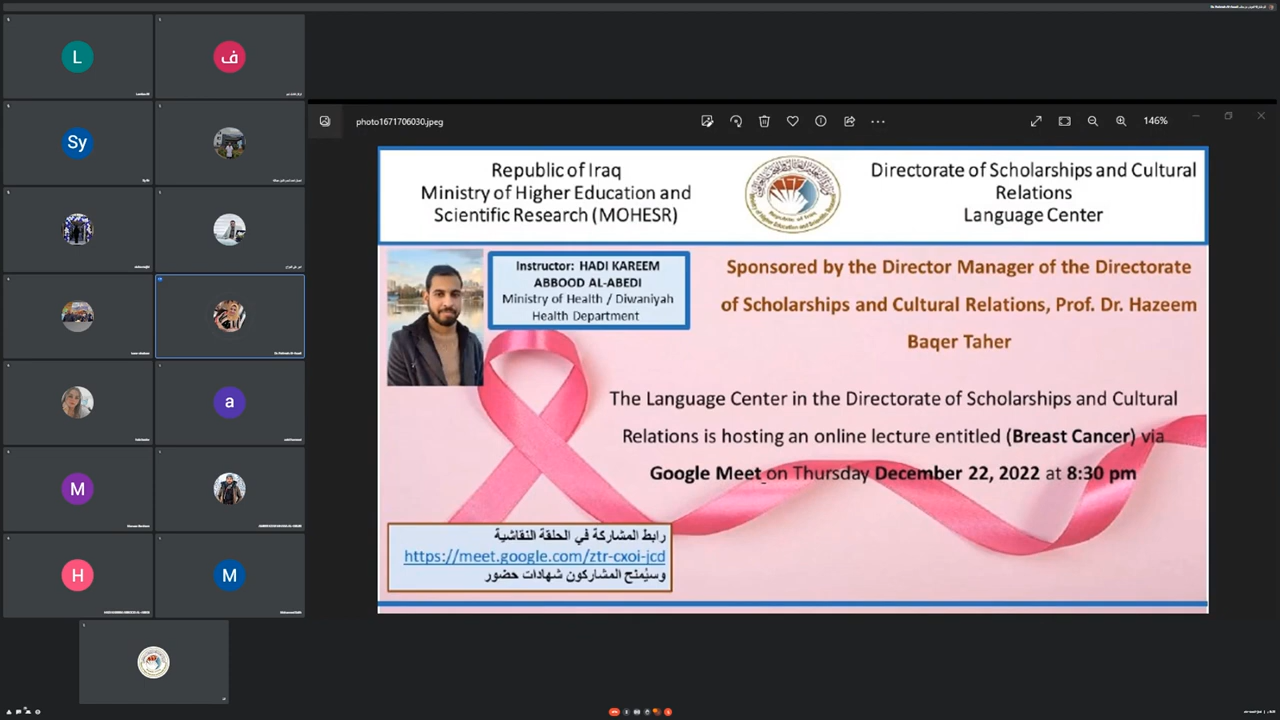 L
ف
Sy
a
M
H
M
photo1671706030.jpeg
146%
Republic of Iraq
Ministry of Higher Education and
Scientific Research (MOHESR)
Directorate of Scholarships and Cultural
Relations
Language Center
Instructor: HADI KAREEM
ABBOOD AL-ABEDI
Ministry of Health / Diwaniyah
Health Department
Sponsored by the Director Manager of the Directorate
of Scholarships and Cultural Relations, Prof. Dr. Hazeem
Baqer Taher
The Language Center in the Directorate of Scholarships and Cultural
Relations is hosting an online lecture entitled (Breast Cancer) via
Google Meet on Thursday December 22, 2022 at 8:30 pm
رابط المشاركة في الحلقة النقاشية
https://meet.google.com/ztr-cxoi-jcd
وسيُمنح المشاركون شهادات حضور